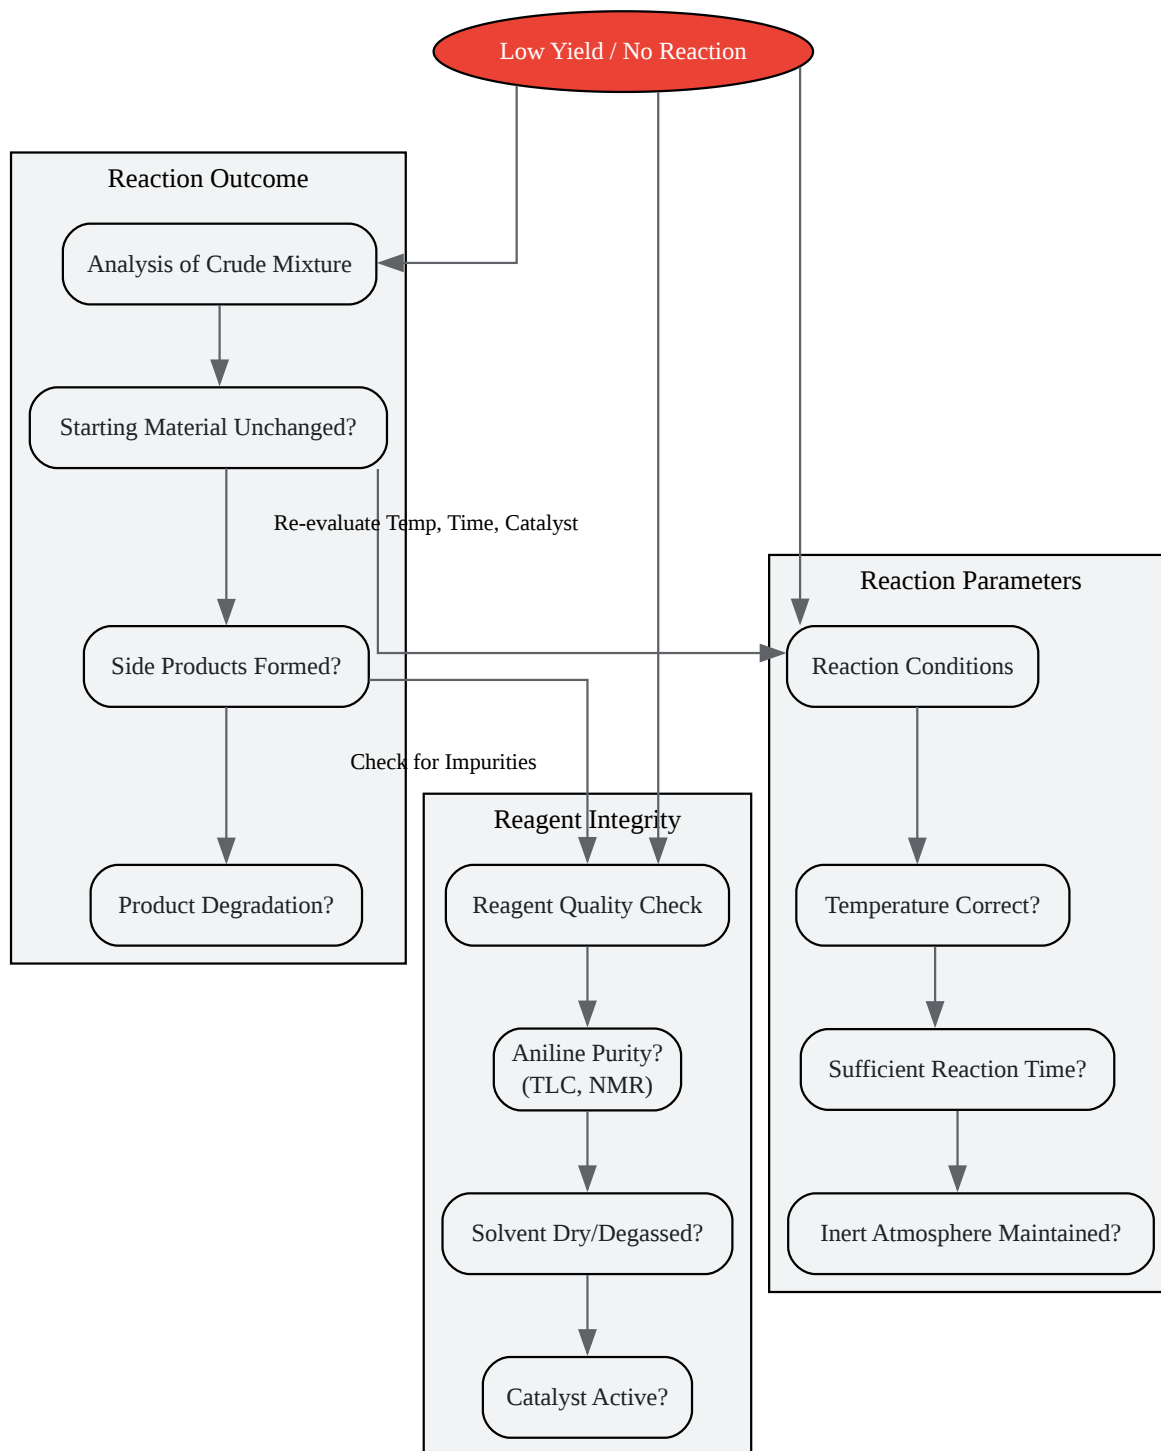 Low Yield / No Reaction
Reaction Outcome
Analysis of Crude Mixture
Starting Material Unchanged?
Re-evaluate Temp, Time, Catalyst
Side Products Formed?
Check for Impurities
Product Degradation?
Reagent Integrity
Reagent Quality Check
Aniline Purity?
(TLC, NMR)
Solvent Dry/Degassed?
Catalyst Active?
Reaction Parameters
Reaction Conditions
Temperature Correct?
Sufficient Reaction Time?
Inert Atmosphere Maintained?